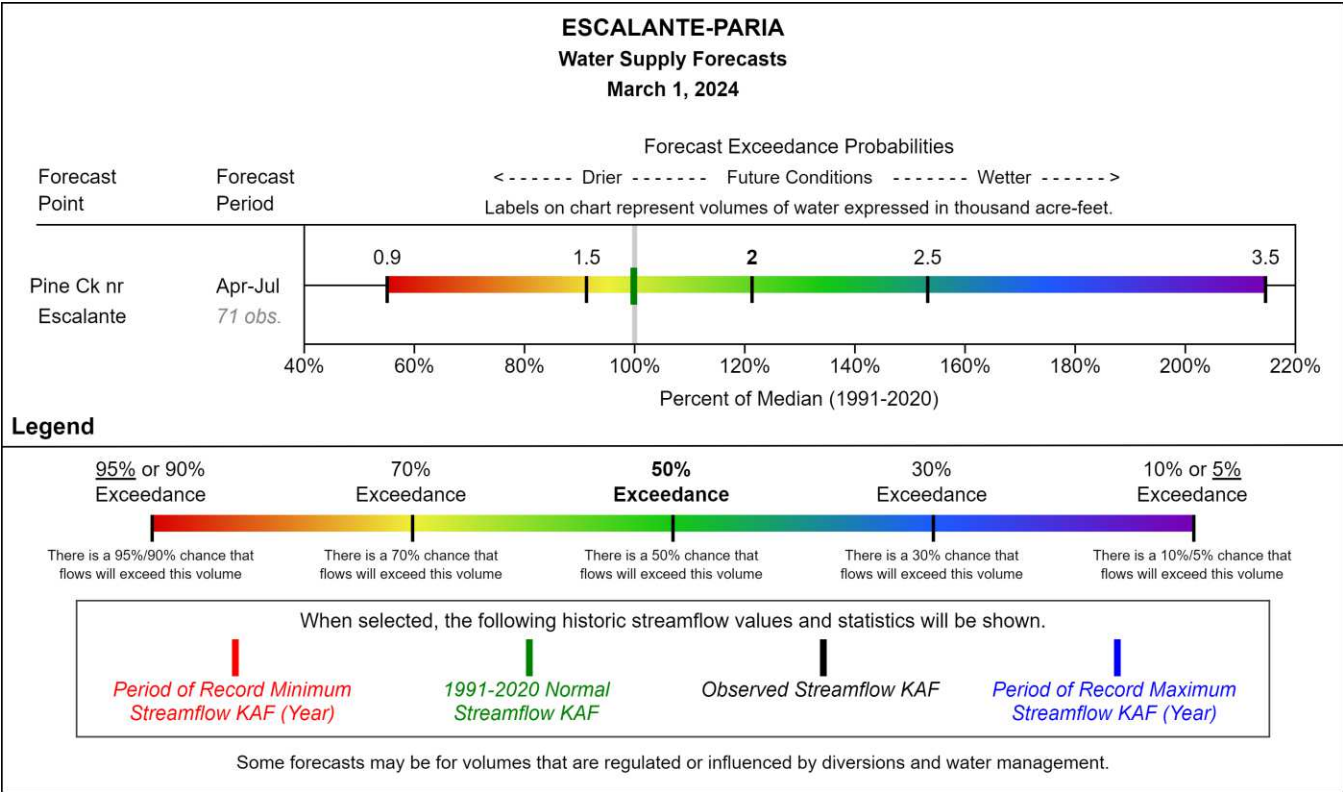 ESCALANTE-PARIA
Water Supply Forecasts
March 1, 2024
Forecast Exceedance Probabilities
Forecast Point
Forecast Period
< - - - - - - Drier - - - - - - - Future Conditions - - - - - - - Wetter - - - - - - >
Labels on chart represent volumes of water expressed in thousand acre-feet.
0.9 1.5 2 2.5 3.5
Pine Ck nr
Escalante
Apr-Jul
71 obs.
40% 60% 80% 100% 120% 140% 160% 180% 200% 220%
Percent of Median (1991-2020)
Legend
95% or 90%
Exceedance
70%
Exceedance
50%
Exceedance
30%
Exceedance
10% or 5%
Exceedance
There is a 95%/90% chance that
flows will exceed this volume
There is a 70% chance that
flows will exceed this volume
There is a 50% chance that
flows will exceed this volume
There is a 30% chance that
flows will exceed this volume
There is a 10%/5% chance that
flows will exceed this volume
When selected, the following historic streamflow values and statistics will be shown.
Period of Record Minimum
Streamflow KAF (Year)
1991-2020 Normal
Streamflow KAF
Observed Streamflow KAF
Period of Record Maximum
Streamflow KAF (Year)
Some forecasts may be for volumes that are regulated or influenced by diversions and water management.